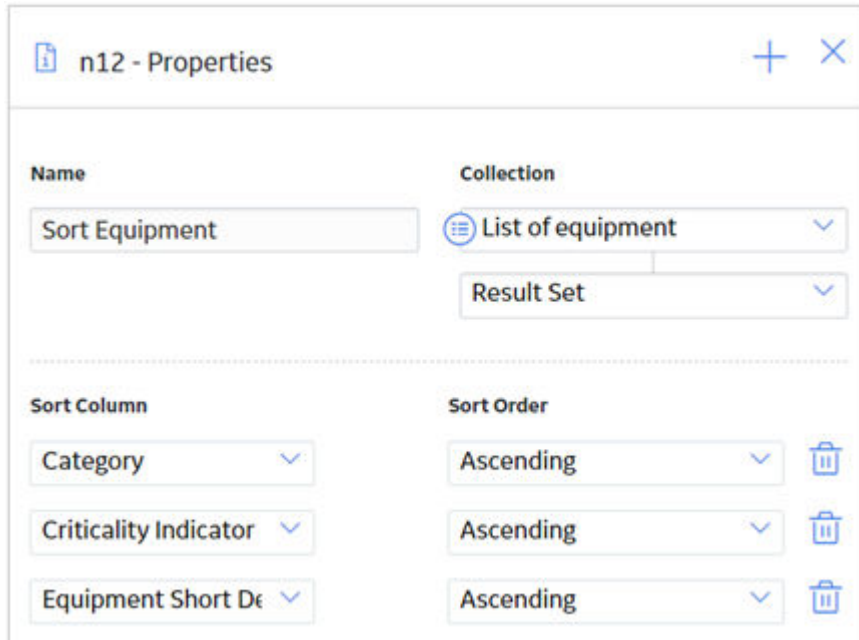 n12 - Properties
Name
Collection
Sort Equipment
List of equipment
Result Set
Sort Column
Sort Order
Category
Ascending
Criticality Indicator
Ascending
Equipment Short De
Ascending